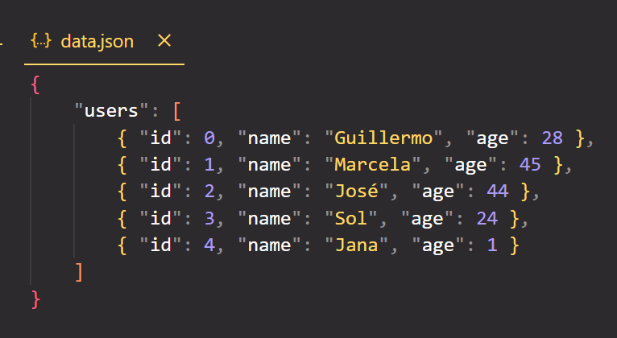 {..} data.json ×
{
"users": [
{ "id": 0, "name": "Guillermo", "age": 28 },
{ "id": 1, "name": "Marcela", "age": 45 },
{ "id": 2, "name": "José", "age": 44 },
{ "id": 3, "name": "Sol", "age": 24 },
{ "id": 4, "name": "Jana", "age": 1 }
]
}